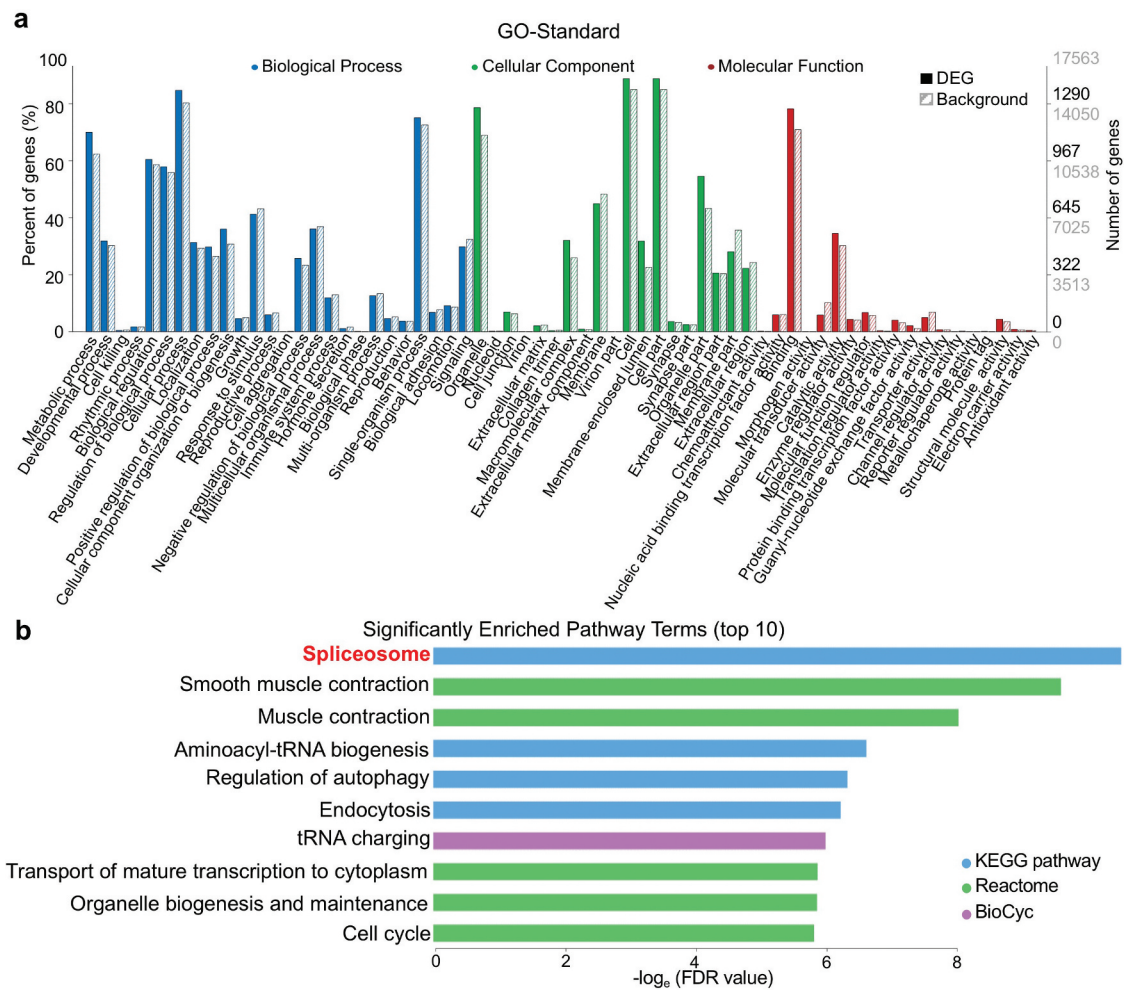 a
GO-Standard
Biological Process
Cellular Component
Molecular Function
DEG
Background
Percent of genes (%)
100
80
60
40
20
0
17563
1290
14050
967
10538
645
7025
322
3513
0
0
Number of genes
Metabolic process
Developmental process
Cell killing
Rhythmic process
Biological regulation
Regulation of biological process
Cellular process
Localization
Regulation of biological process
Positive regulation of biological process
Cellular component organization or biogenesis
Growth
Response to stimulus
Reproductive process
Cell aggregation
Negative regulation of biological process
Multicellular organismal process
Immune system process
Hormone secretion
Biological phase
Multi-organism process
Reproduction
Behavior
Single-organism process
Biological adhesion
Locomotion
Signaling
Organelle
Nucleoid
Cell junction
Virion
Extracellular matrix
Collagen trimer
Macromolecular complex
Extracellular matrix component
Membrane
Virion part
Cell
Membrane-enclosed lumen
Cell part
Synapse
Synapse part
Organelle part
Extracellular region part
Membrane part
Extracellular region
Chemoattractant activity
Nucleic acid binding transcription factor activity
Binding
Morphogen activity
Molecular transducer activity
Catalytic activity
Enzyme regulator activity
Molecular function regulator
Translation regulator activity
Protein binding transcription factor activity
Guanyl-nucleotide exchange factor activity
Transporter activity
Channel regulator activity
Reporter regulator activity
Metallochaperone activity
Protein tag
Structural molecule activity
Electron carrier activity
Antioxidant activity
b
Significantly Enriched Pathway Terms (top 10)
Spliceosome
Smooth muscle contraction
Muscle contraction
Aminoacyl-tRNA biogenesis
Regulation of autophagy
Endocytosis
tRNA charging
Transport of mature transcription to cytoplasm
Organelle biogenesis and maintenance
Cell cycle
KEGG pathway
Reactome
BioCyc
0 2 4 6 8
-logₑ (FDR value)